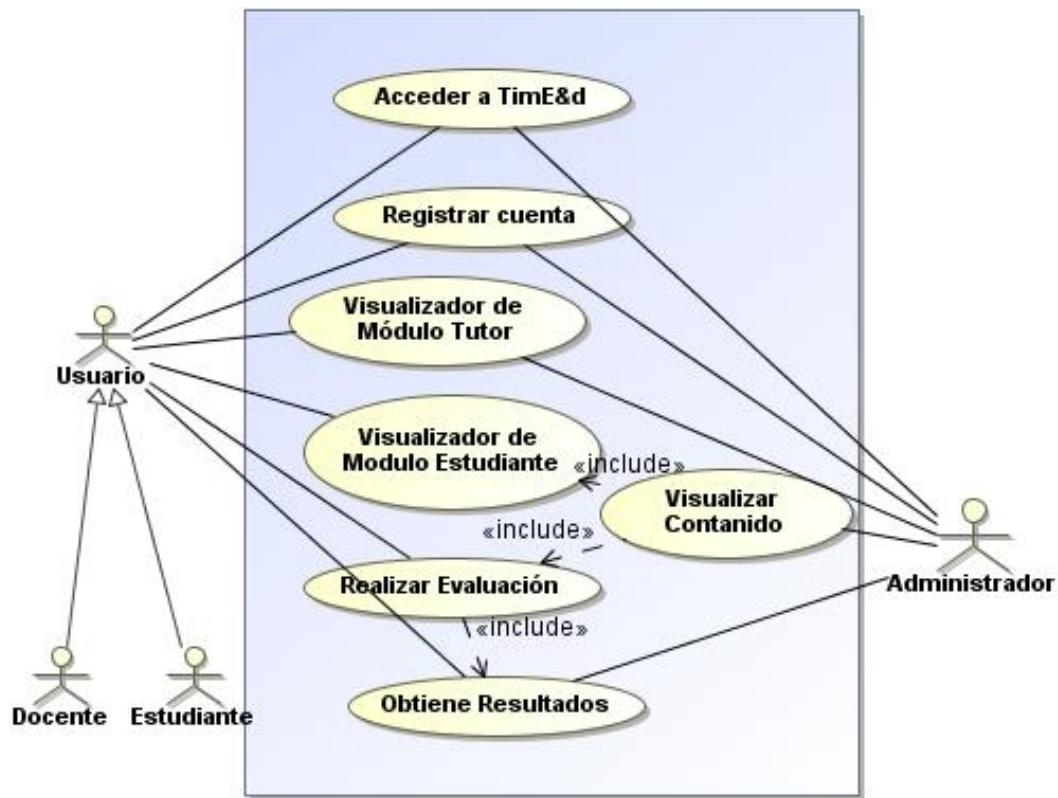 Acceder a TimE&d
Registrar cuenta
Visualizador de
Módulo Tutor
Usuario
Visualizador de
Modulo Estudiante
«include»
Visualizar
Contanido
«include»
Realizar Evaluación
Administrador
«include»
Obtiene Resultados
Docente
Estudiante